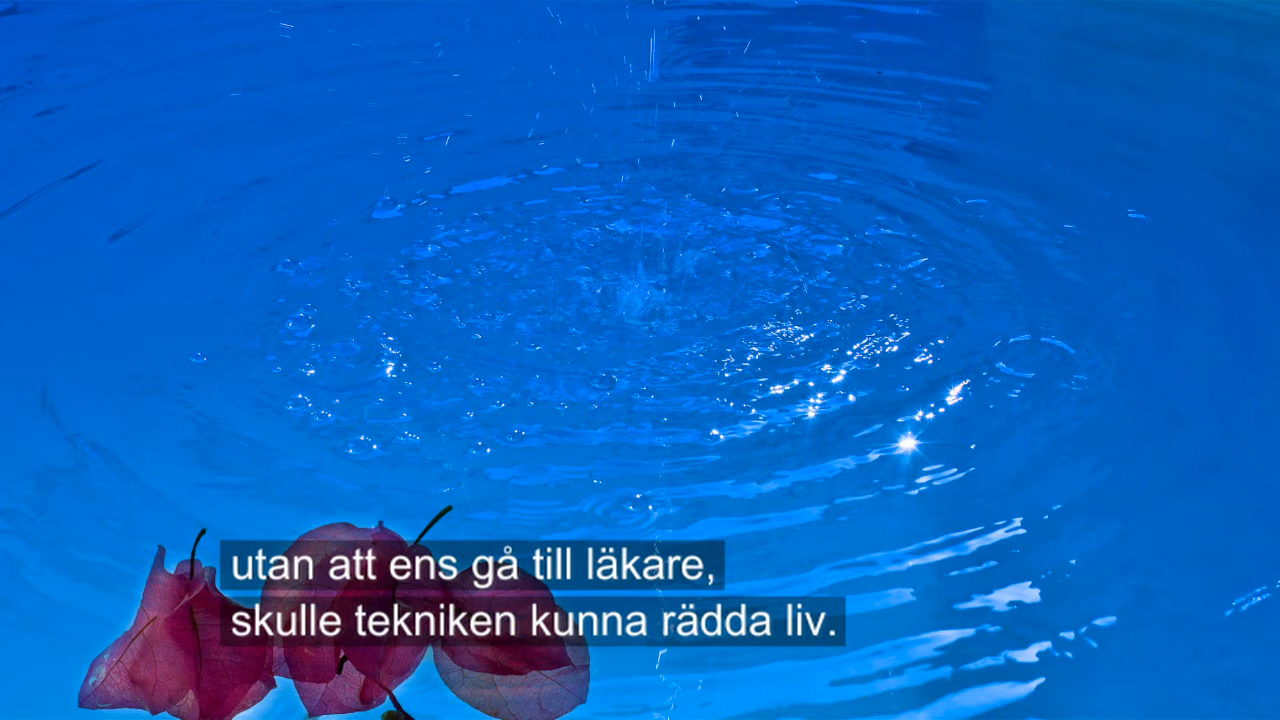 utan att ens gå till läkare,
skulle tekniken kunna rädda liv.